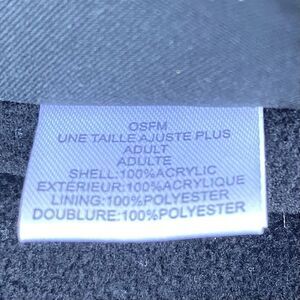 OSFM
UNE TAILLE AJUSTE PLUS
ADULT
ADULTE
SHELL:100%ACRYLIC
EXTÉRIEUR:100%ACRYLIQUE
LINING:100%POLYESTER
DOUBLURE:100%POLYESTER